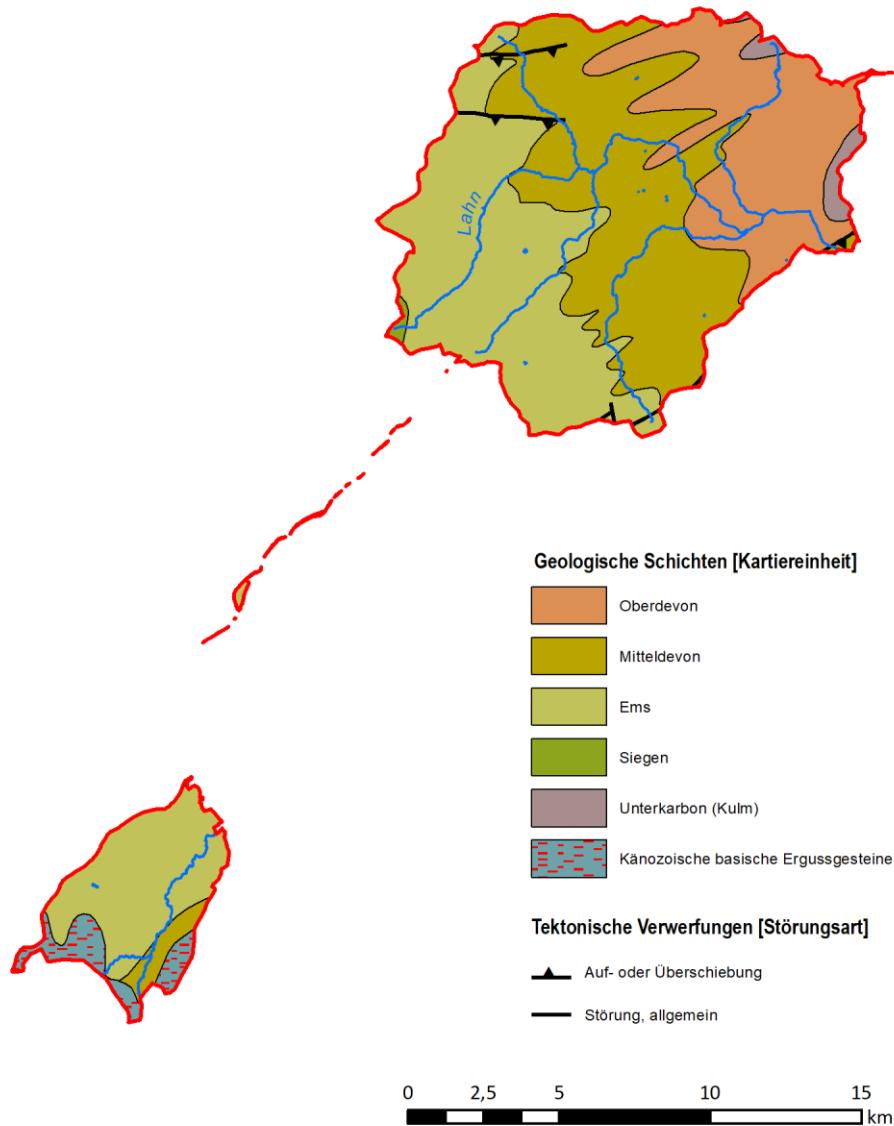 Lahn
Geologische Schichten [Kartiereinheit]
Oberdevon
Mitteldevon
Ems
Siegen
Unterkarbon (Kulm)
Känozoische basische Ergussgesteine
Tektonische Verwerfungen [Störungsart]
Auf- oder Überschiebung
Störung, allgemein
0 2,5 5 10 15
km